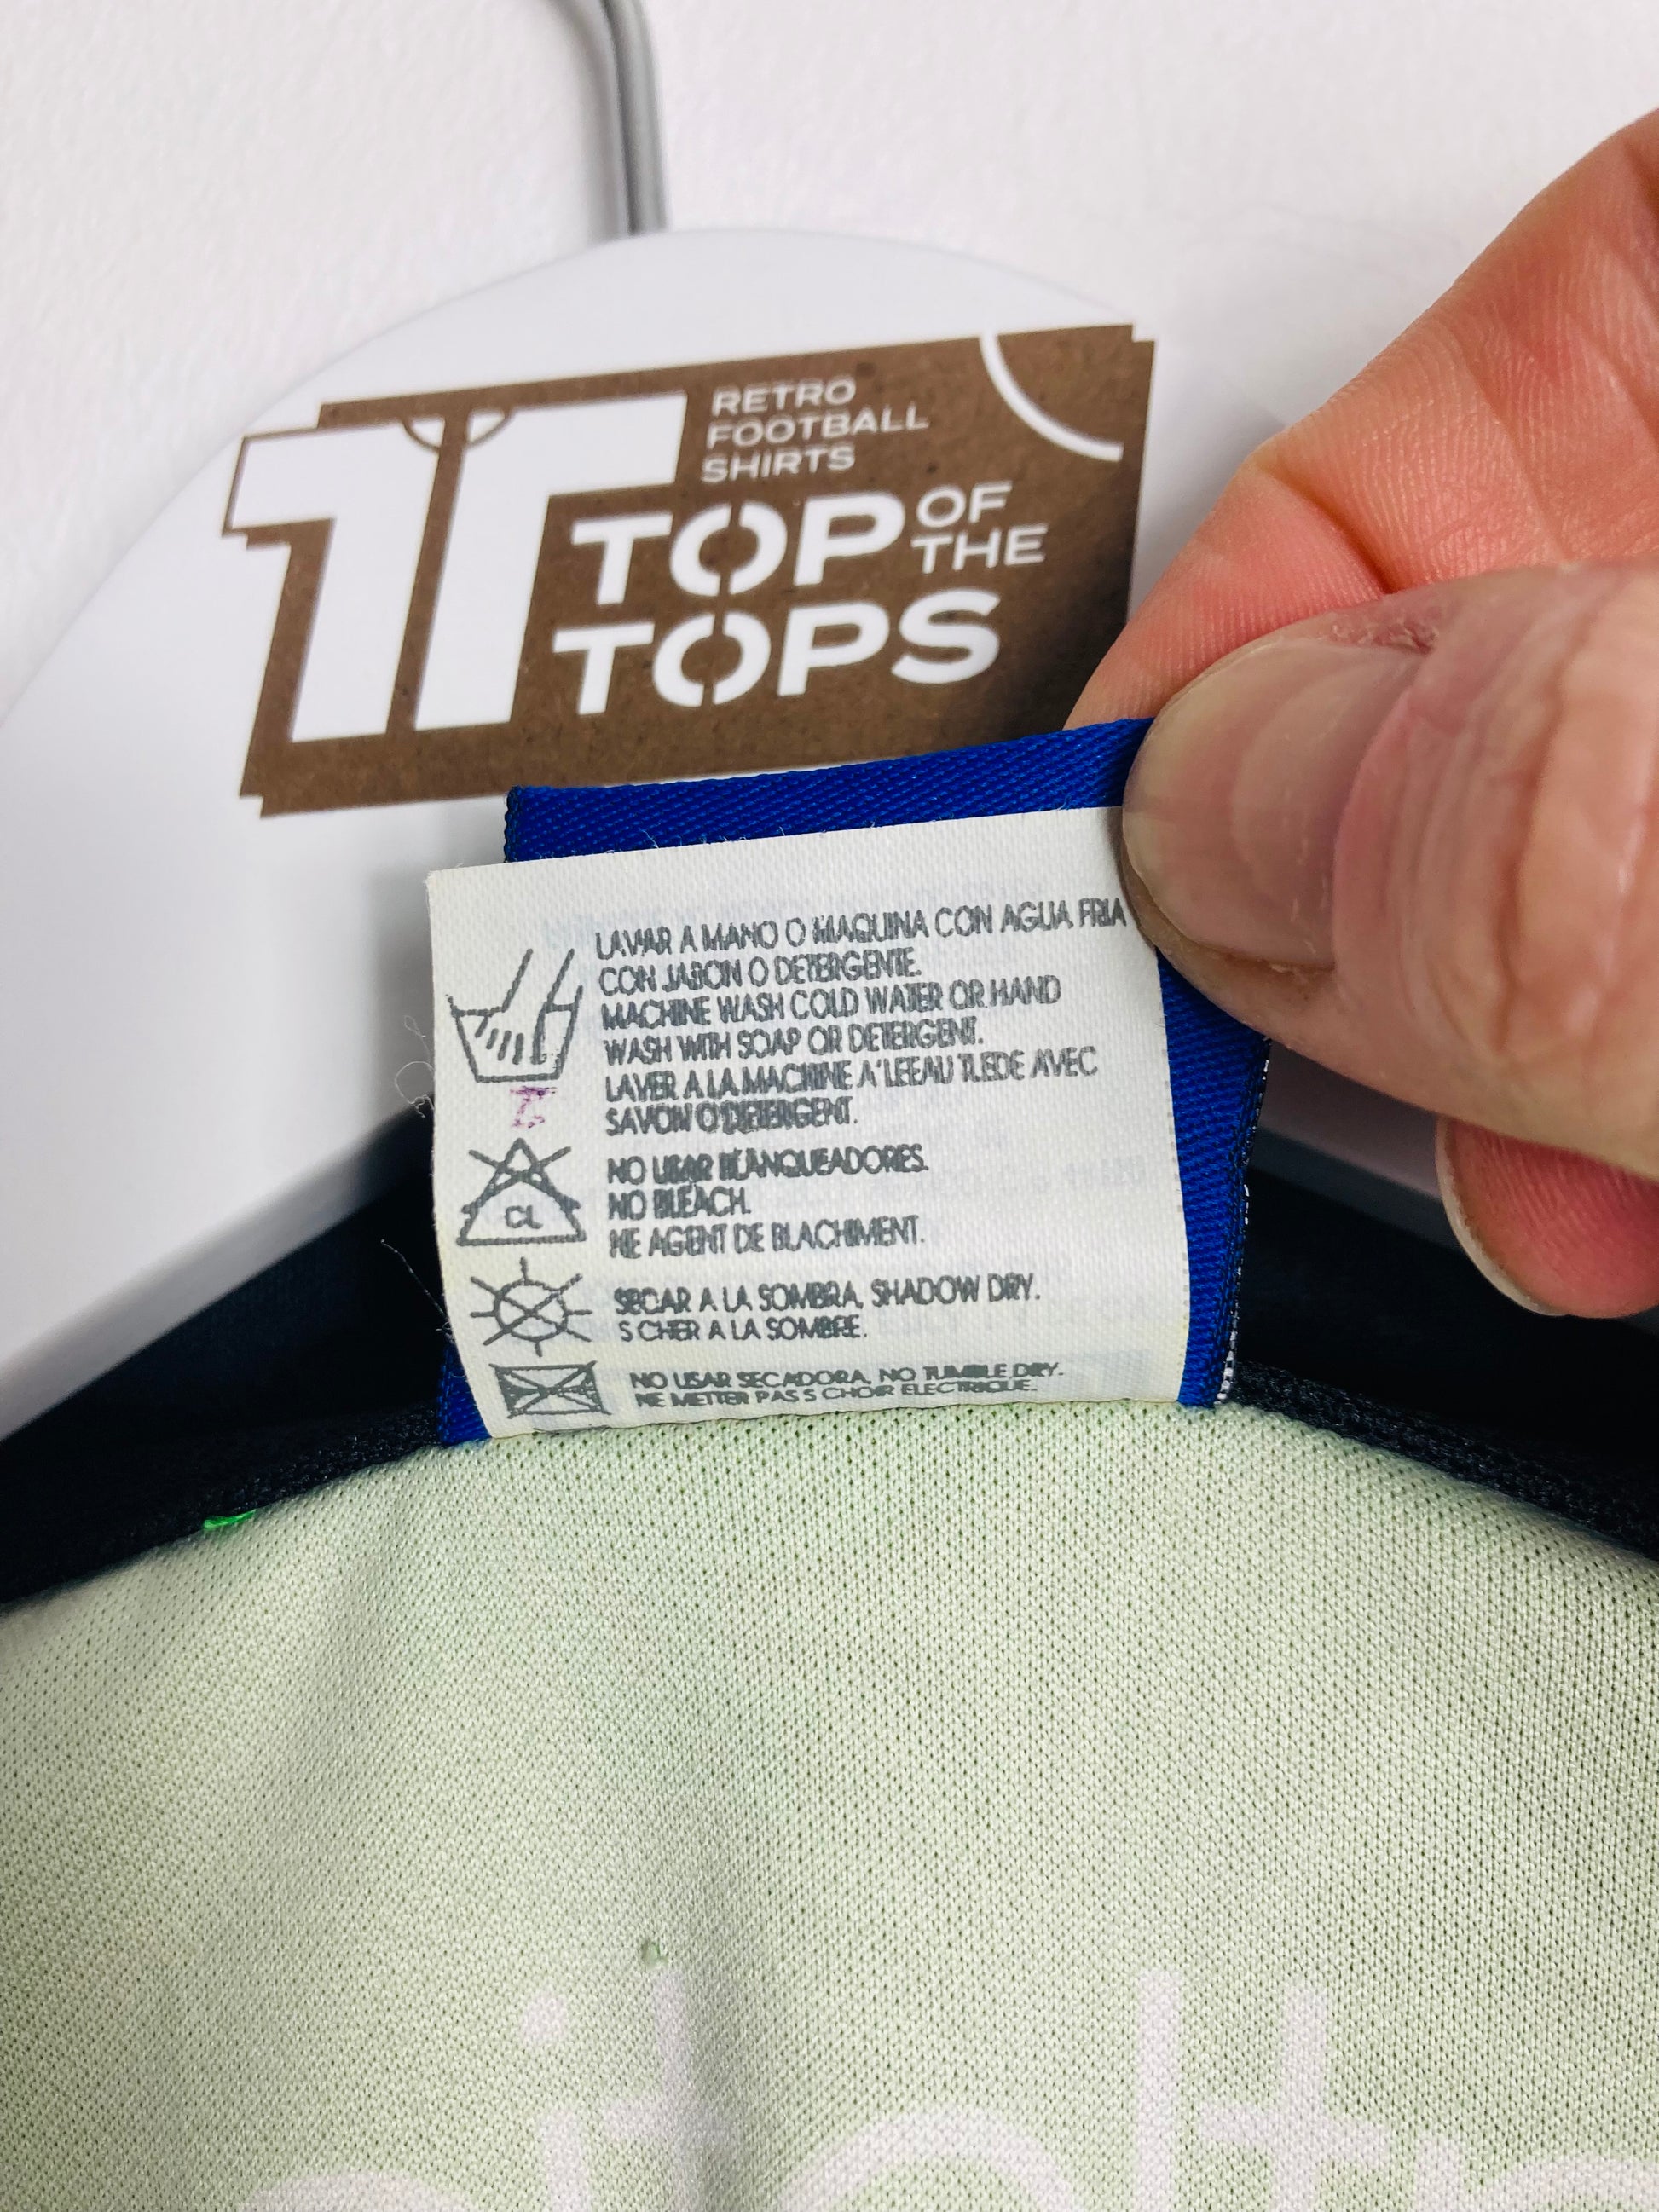 RETRO
FOOTBALL
SHIRTS
TOP OF THE
TOPS
LAVAR A MANO O MAQUINA CON AGUA FRIA
CON JABON O DETERGENTE.
MACHINE WASH COLD WATER OR HAND
WASH WITH SOAP OR DETERGENT.
LAVER A LA MACHINE A'LEEAU TLEDE AVEC
SAVON O'DETERGENT.
CL
NO USAR BLANQUEADORES.
NO BLEACH.
NE AGENT DE BLACHIMENT.
SECAR A LA SOMBRA, SHADOW DRY.
S CHER A LA SOMBRE.
NO USAR SECADORA, NO TUMBLE DRY.
NE METTER PAS S CHOIR ELECTRIQUE.